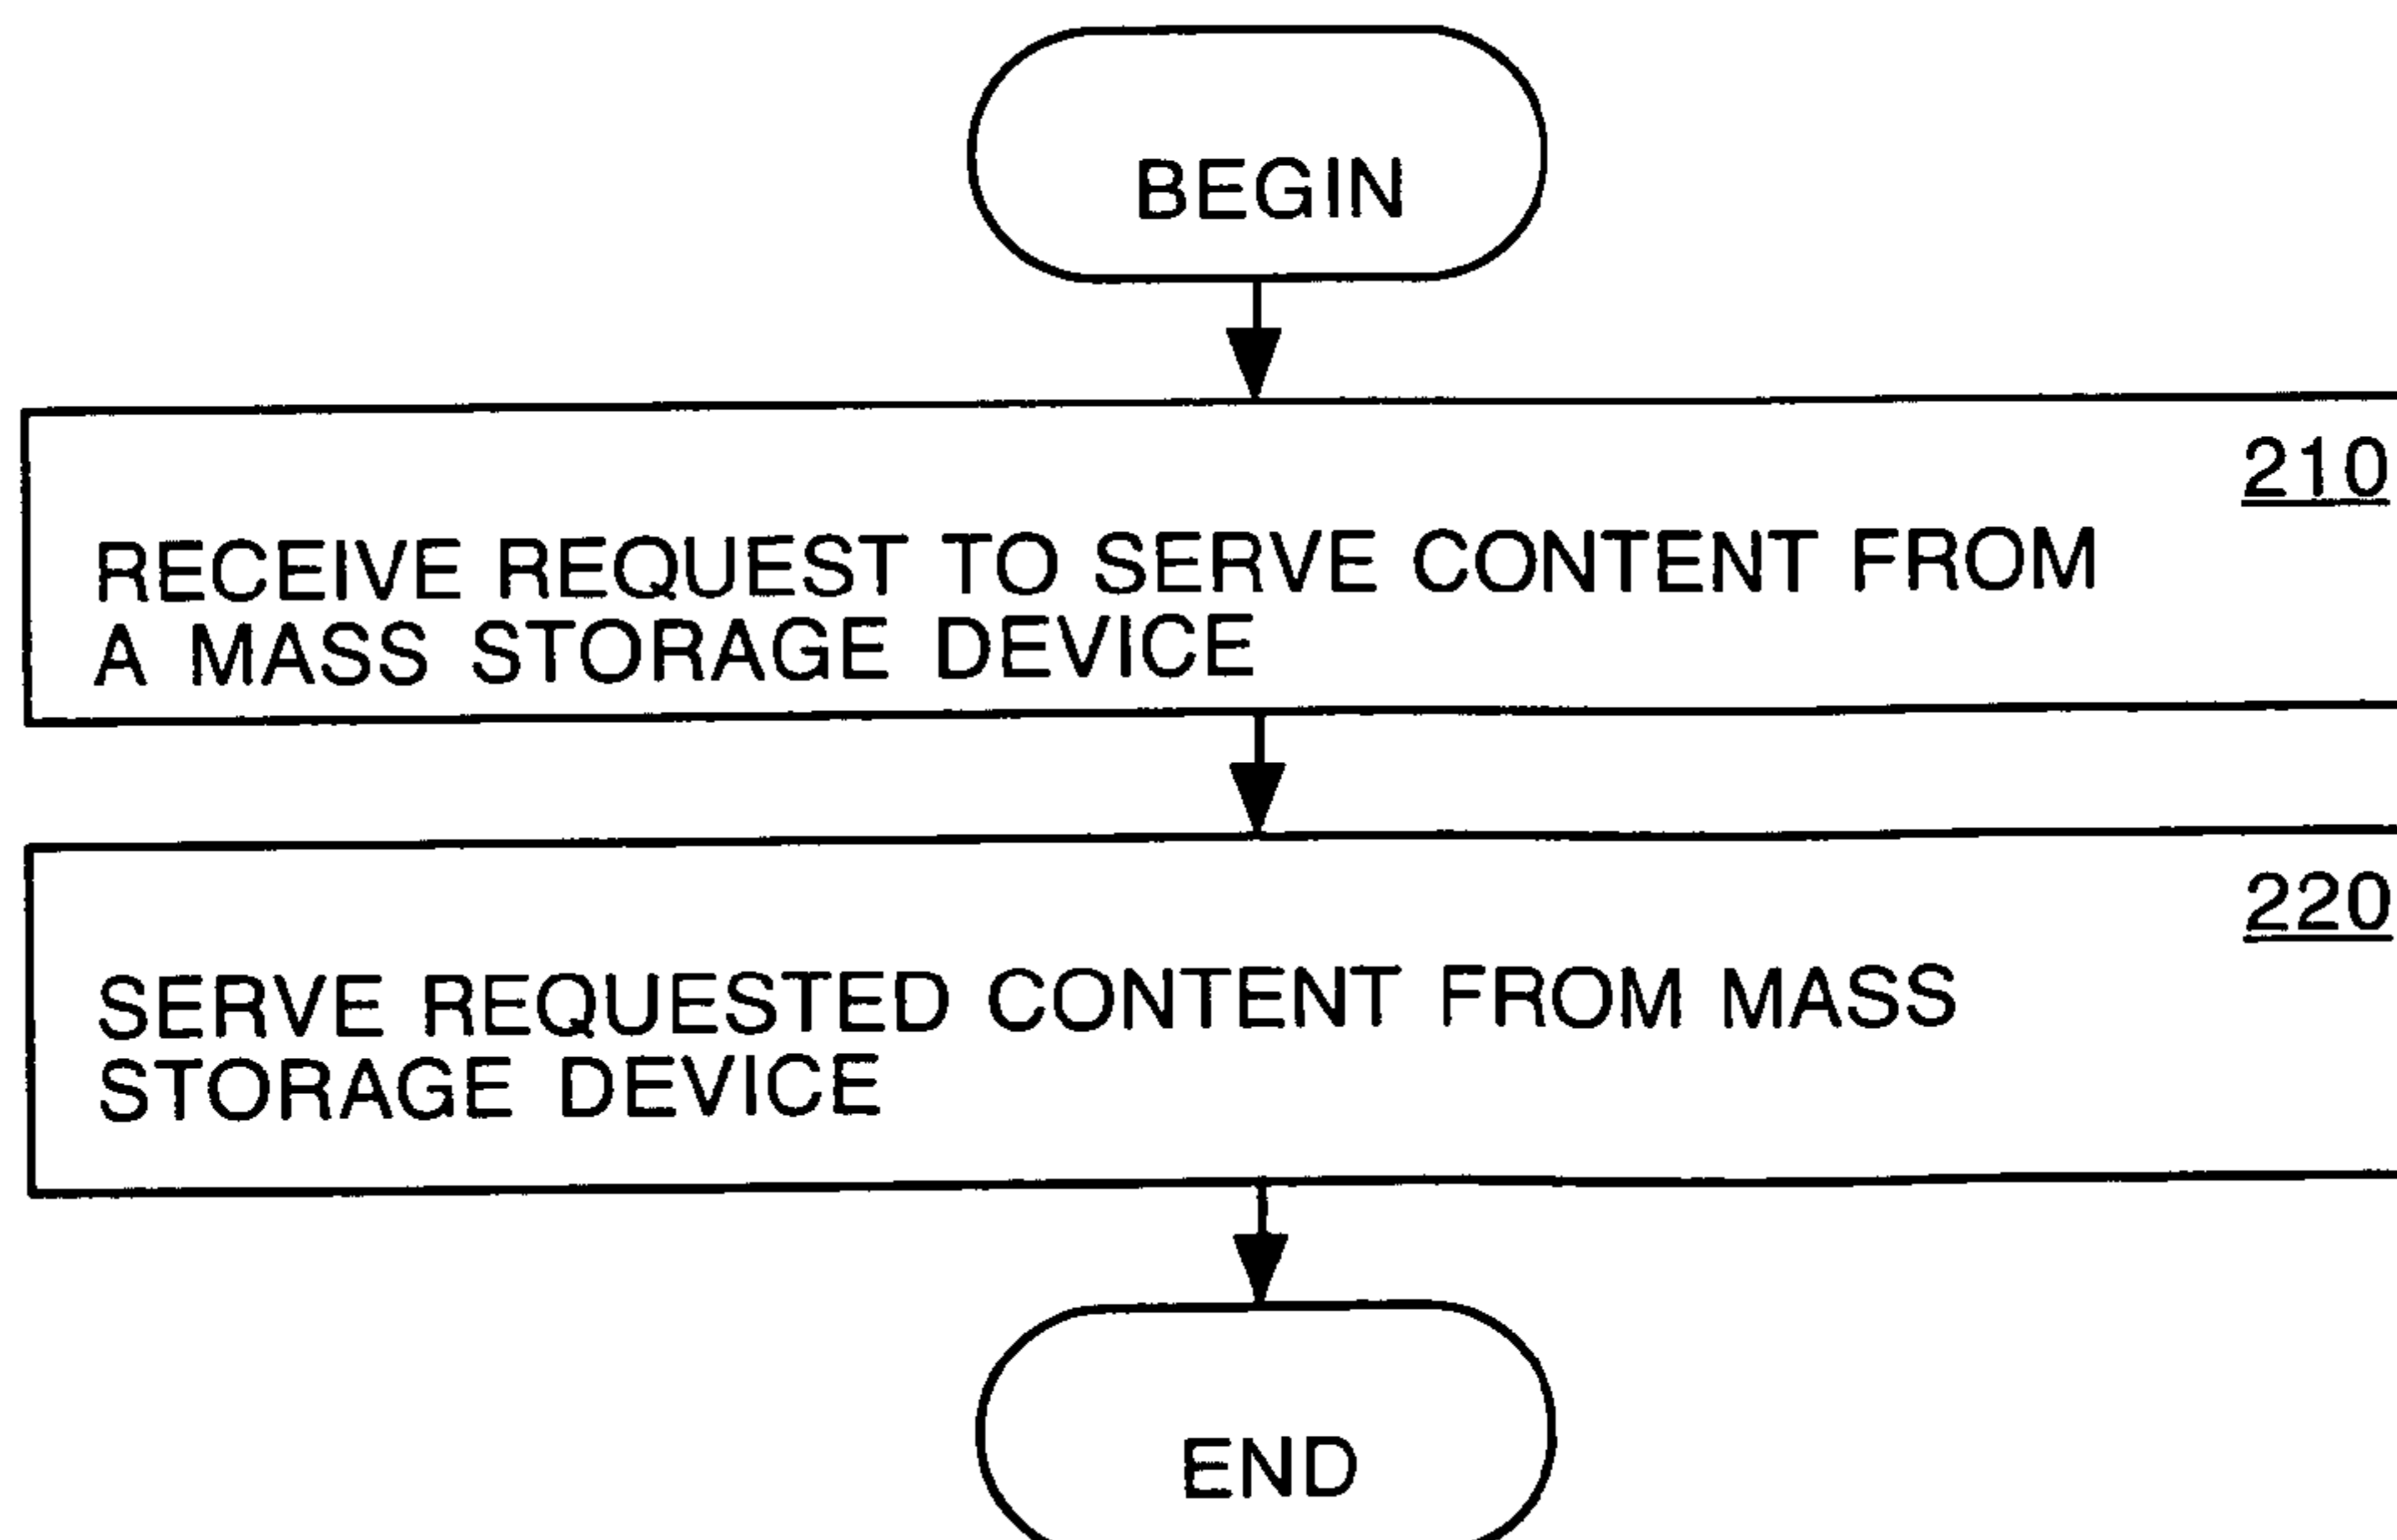 BEGIN
210
RECEIVE REQUEST TO SERVE CONTENT FROM
A MASS STORAGE DEVICE
220
SERVE REQUESTED CONTENT FROM MASS
STORAGE DEVICE
END